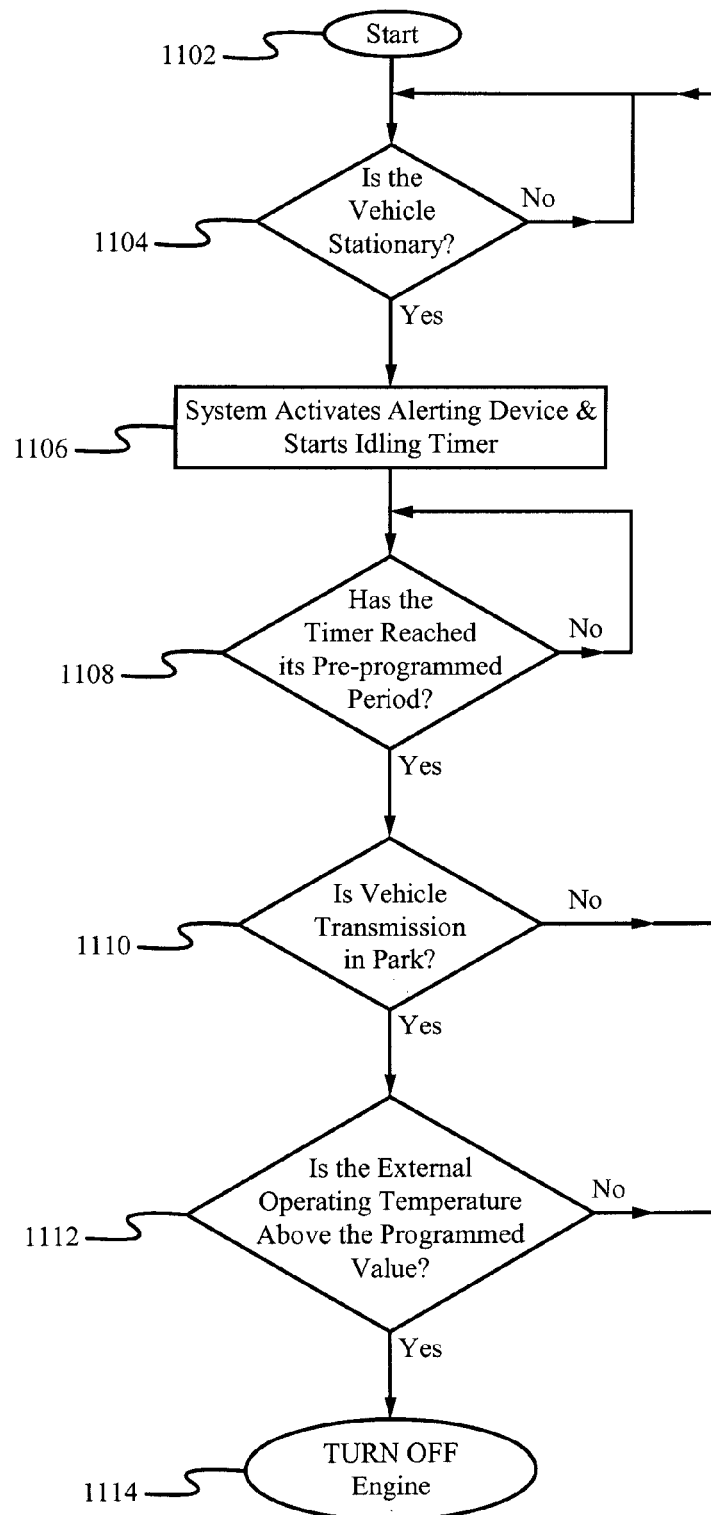 Start
1102
Is the
Vehicle
Stationary?
No
1104
Yes
System Activates Alerting Device &
Starts Idling Timer
1106
Has the
Timer Reached
its Pre-programmed
Period?
No
1108
Yes
Is Vehicle
Transmission
in Park?
No
1110
Yes
Is the External
Operating Temperature
Above the Programmed
Value?
No
1112
Yes
TURN OFF
Engine
1114